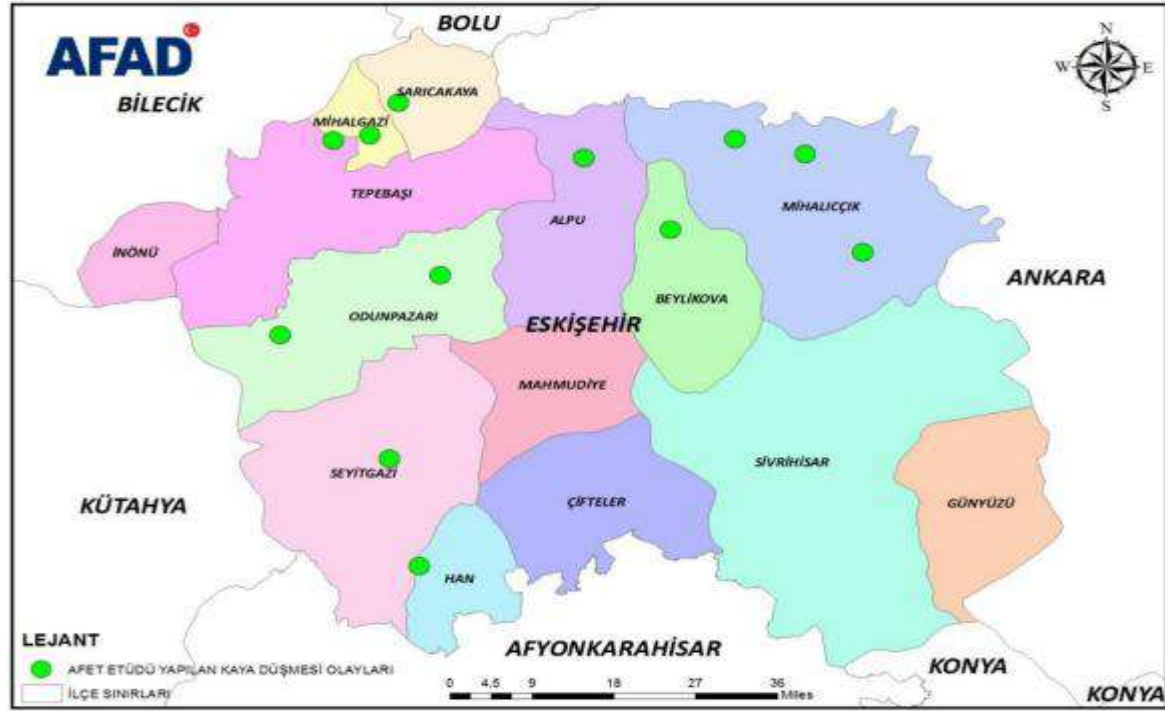 BOLU
AFAD
N
W E
S
BİLECİK
SARICAKAYA
MİHALGAZİ
TEPEBAŞI
ALPU
MİHALIÇÇIK
İNÖNÜ
ANKARA
BEYLİKOVA
ODUNPAZARI
ESKİŞEHİR
MAHMUDİYE
SİVRİHİSAR
SEYİTGAZİ
KÜTAHYA
ÇİFTELER
GÜNYÜZÜ
HAN
LEJANT
AFYONKARAHİSAR
AFET ETÜDÜ YAPILAN KAYA DÜŞMESİ OLAYLARI
KONYA
İLÇE SINIRLARI
0 4,5 9 18 27 36
Miles
KONYA